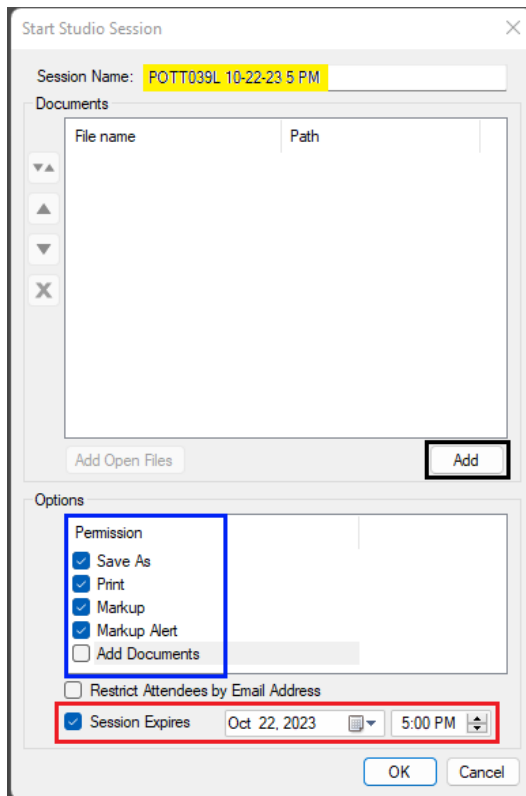 Start Studio Session
Session Name: POTT039L 10-22-23 5 PM
Documents
File name Path
Add Open Files Add
Options
Permission
Save As
Print
Markup
Markup Alert
Add Documents
Restrict Attendees by Email Address
Session Expires Oct 22, 2023 5:00 PM
OK Cancel